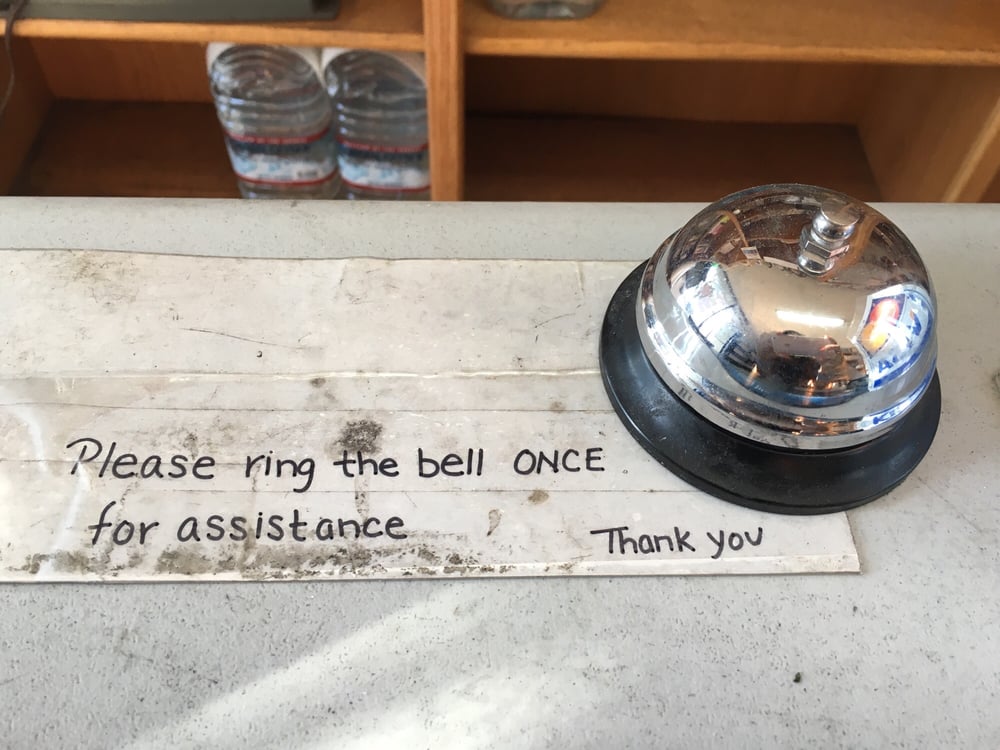 Please ring the bell ONCE
for assistance
Thank you